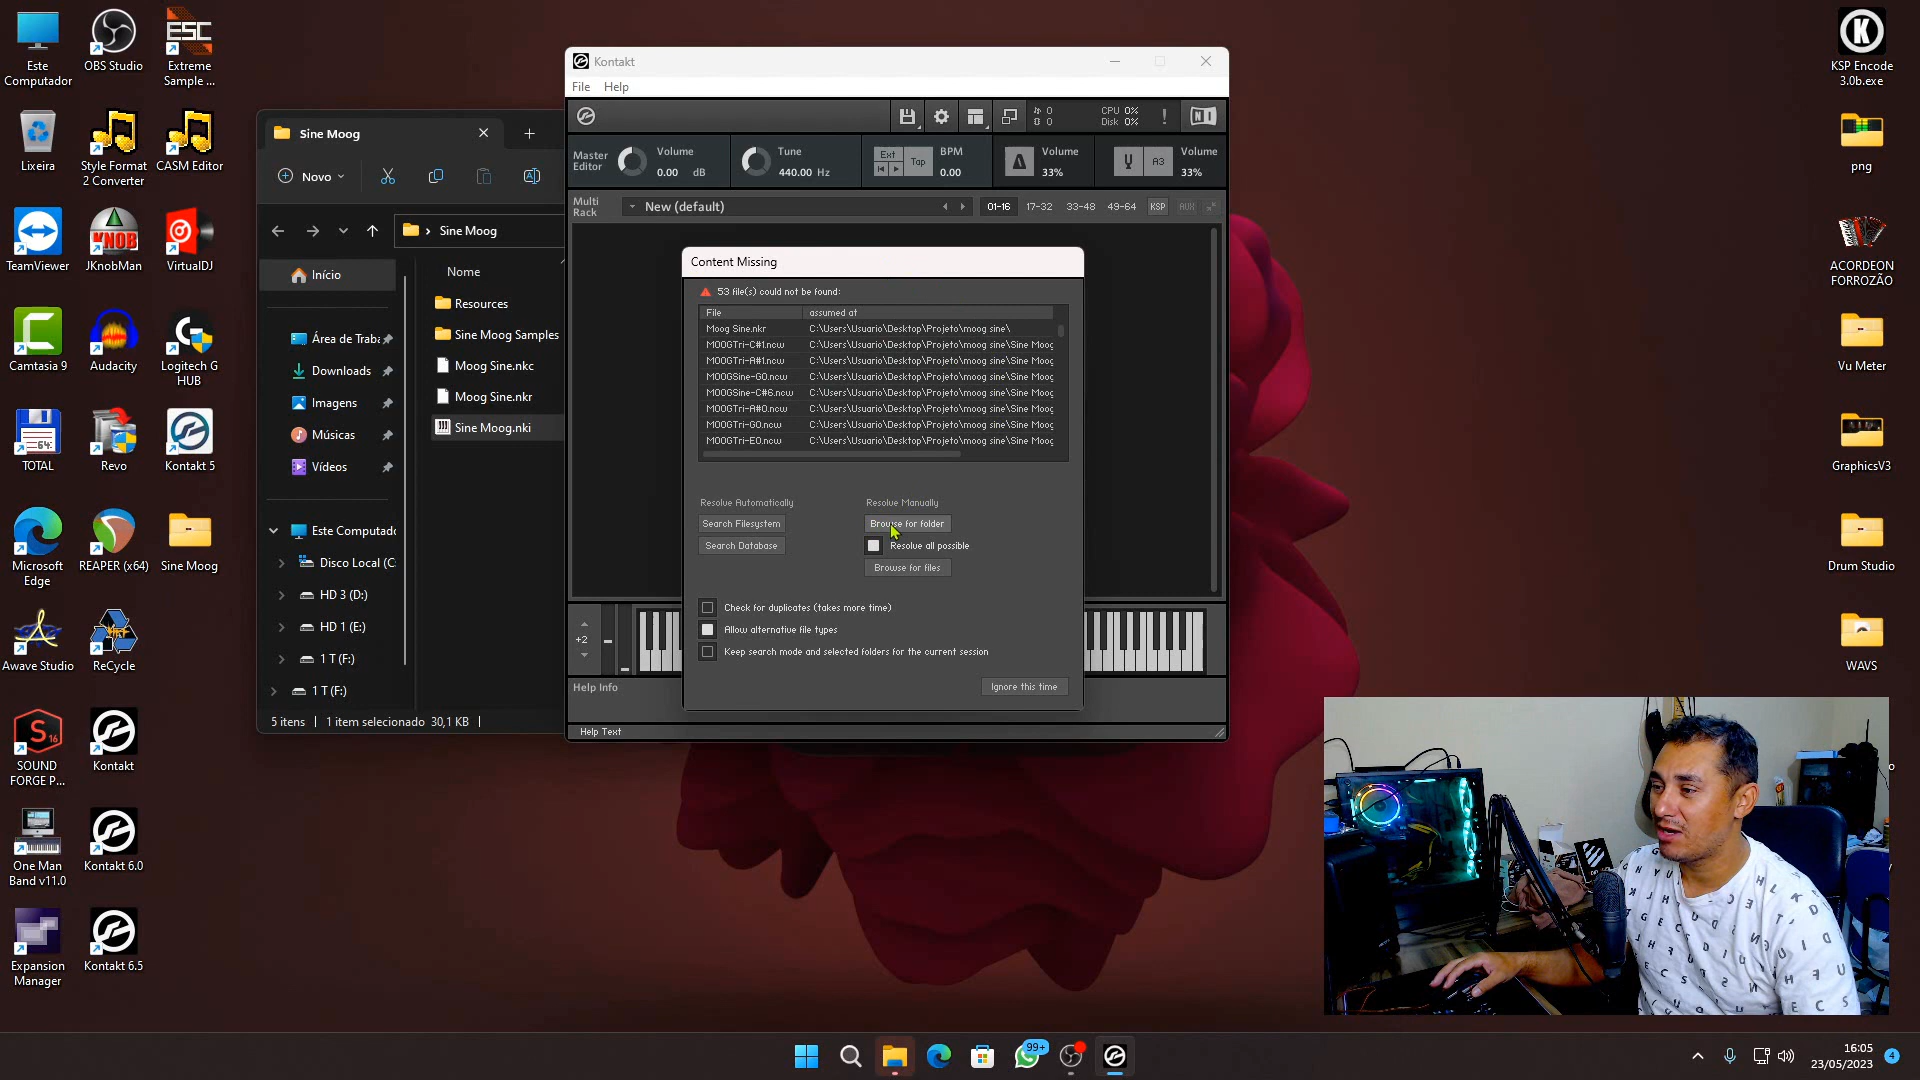 Este
Computador
OBS Studio
ESC
Extreme
Sample ...
Lixeira
Style Format
2 Converter
CASM Editor
TeamViewer
KNOB
JKnobMan
VirtualDJ
Camtasia 9
Audacity
Logitech G
HUB
64
TOTAL
Revo
Kontakt 5
Microsoft
Edge
REAPER (x64)
Sine Moog
Awave Studio
ReCycle
SOUND
FORGE P...
Kontakt
One Man
Band v11.0
Kontakt 6.0
Expansion
Manager
Kontakt 6.5
Sine Moog
Novo
Sine Moog
Início
Área de Traba
Downloads
Imagens
Músicas
Vídeos
Este Computado
Disco Local (C:
HD 3 (D:)
HD 1 (E:)
1 T (F:)
1 T (F:)
Nome
Resources
Sine Moog Samples
Moog Sine.nkc
Moog Sine.nkr
Sine Moog.nki
5 itens
1 item selecionado 30,1 KB
Kontakt
File Help
0
0
CPU 0%
Disk 0%
!
Master
Editor
Volume
0.00 dB
Tune
440.00 Hz
Ext
Tap
BPM
0.00
Volume
33%
A3
Volume
33%
Multi
Rack
New (default)
01-16 17-32 33-48 49-64 KSP AUX
Content Missing
53 file(s) could not be found:
File assumed at
Moog Sine.nkr C:\Users\Usuario\Desktop\Projeto\moog sine\
MOOGTri-C#1.ncw C:\Users\Usuario\Desktop\Projeto\moog sine\Sine Moog
MOOGTri-A#1.ncw C:\Users\Usuario\Desktop\Projeto\moog sine\Sine Moog
MOOGSine-G0.ncw C:\Users\Usuario\Desktop\Projeto\moog sine\Sine Moog
MOOGSine-C#6.ncw C:\Users\Usuario\Desktop\Projeto\moog sine\Sine Moog
MOOGTri-A#0.ncw C:\Users\Usuario\Desktop\Projeto\moog sine\Sine Moog
MOOGTri-G0.ncw C:\Users\Usuario\Desktop\Projeto\moog sine\Sine Moog
MOOGTri-E0.ncw C:\Users\Usuario\Desktop\Projeto\moog sine\Sine Moog
Resolve Automatically
Search Filesystem
Search Database
Resolve Manually
Browse for folder
Resolve all possible
Browse for files
Check for duplicates (takes more time)
Allow alternative file types
Keep search mode and selected folders for the current session
Ignore this time
+2
Help Info
Help Text
KSP Encode
3.0b.exe
png
ACORDEON
FORROZÃO
Vu Meter
GraphicsV3
Drum Studio
WAVS
99+
16:05
23/05/2023
4